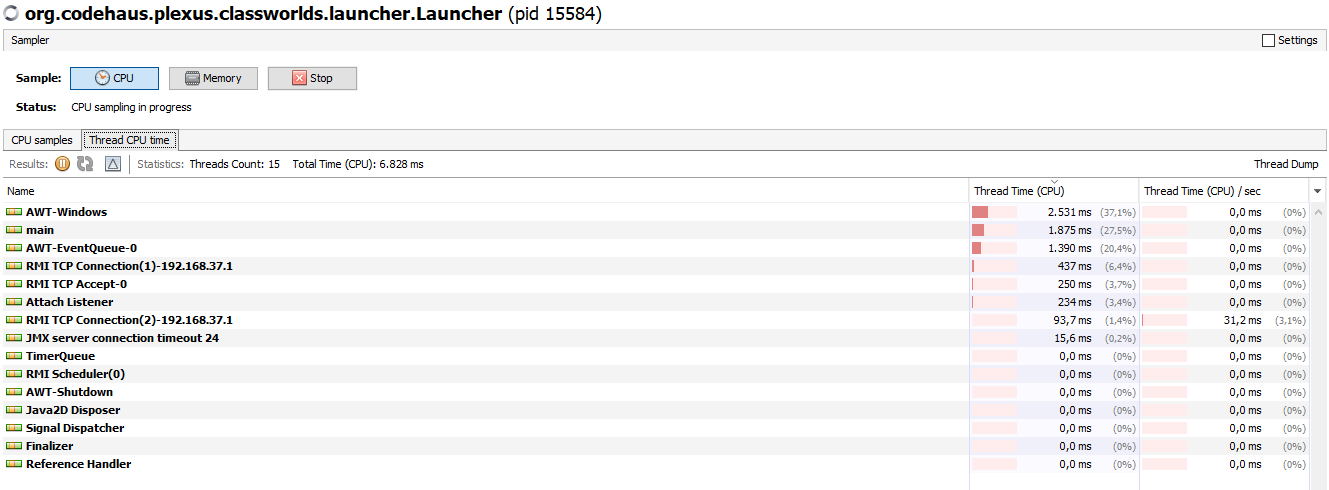 org.codehaus.plexus.classworlds.launcher.Launcher (pid 15584)
Sampler Settings
Sample: CPU Memory Stop
Status: CPU sampling in progress
CPU samples Thread CPU time
Results: Statistics: Threads Count: 15 Total Time (CPU): 6.828 ms Thread Dump
Name Thread Time (CPU) Thread Time (CPU) / sec
AWT-Windows 2.531 ms (37,1%) 0,0 ms (0%)
main 1.875 ms (27,5%) 0,0 ms (0%)
AWT-EventQueue-0 1.390 ms (20,4%) 0,0 ms (0%)
RMI TCP Connection(1)-192.168.37.1 437 ms (6,4%) 0,0 ms (0%)
RMI TCP Accept-0 250 ms (3,7%) 0,0 ms (0%)
Attach Listener 234 ms (3,4%) 0,0 ms (0%)
RMI TCP Connection(2)-192.168.37.1 93,7 ms (1,4%) 31,2 ms (3,1%)
JMX server connection timeout 24 15,6 ms (0,2%) 0,0 ms (0%)
TimerQueue 0,0 ms (0%) 0,0 ms (0%)
RMI Scheduler(0) 0,0 ms (0%) 0,0 ms (0%)
AWT-Shutdown 0,0 ms (0%) 0,0 ms (0%)
Java2D Disposer 0,0 ms (0%) 0,0 ms (0%)
Signal Dispatcher 0,0 ms (0%) 0,0 ms (0%)
Finalizer 0,0 ms (0%) 0,0 ms (0%)
Reference Handler 0,0 ms (0%) 0,0 ms (0%)